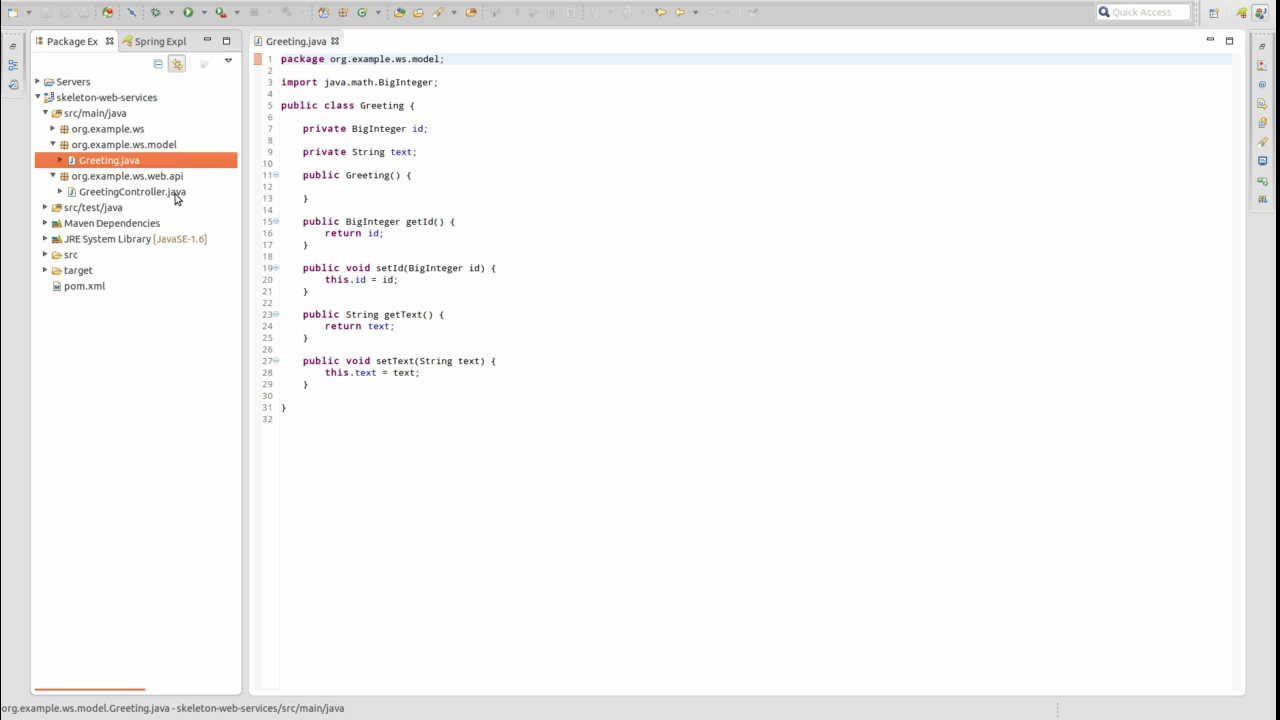 Quick Access
Package Ex
Spring Expl
Servers
skeleton-web-services
src/main/java
org.example.ws
org.example.ws.model
Greeting.java
org.example.ws.web.api
GreetingController.java
src/test/java
Maven Dependencies
JRE System Library [JavaSE-1.6]
src
target
pom.xml
Greeting.java
1 package org.example.ws.model;
2
3 import java.math.BigInteger;
4
5 public class Greeting {
6
7 private BigInteger id;
8
9 private String text;
10
11 public Greeting() {
12
13 }
14
15 public BigInteger getId() {
16 return id;
17 }
18
19 public void setId(BigInteger id) {
20 this.id = id;
21 }
22
23 public String getText() {
24 return text;
25 }
26
27 public void setText(String text) {
28 this.text = text;
29 }
30
31 }
32
org.example.ws.model.Greeting.java - skeleton-web-services/src/main/java